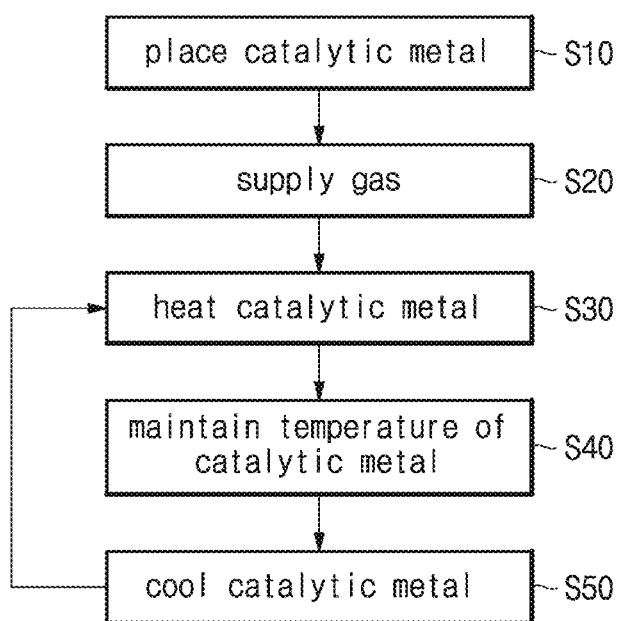 place catalytic metal S10
supply gas S20
heat catalytic metal S30
maintain temperature of
catalytic metal S40
cool catalytic metal S50